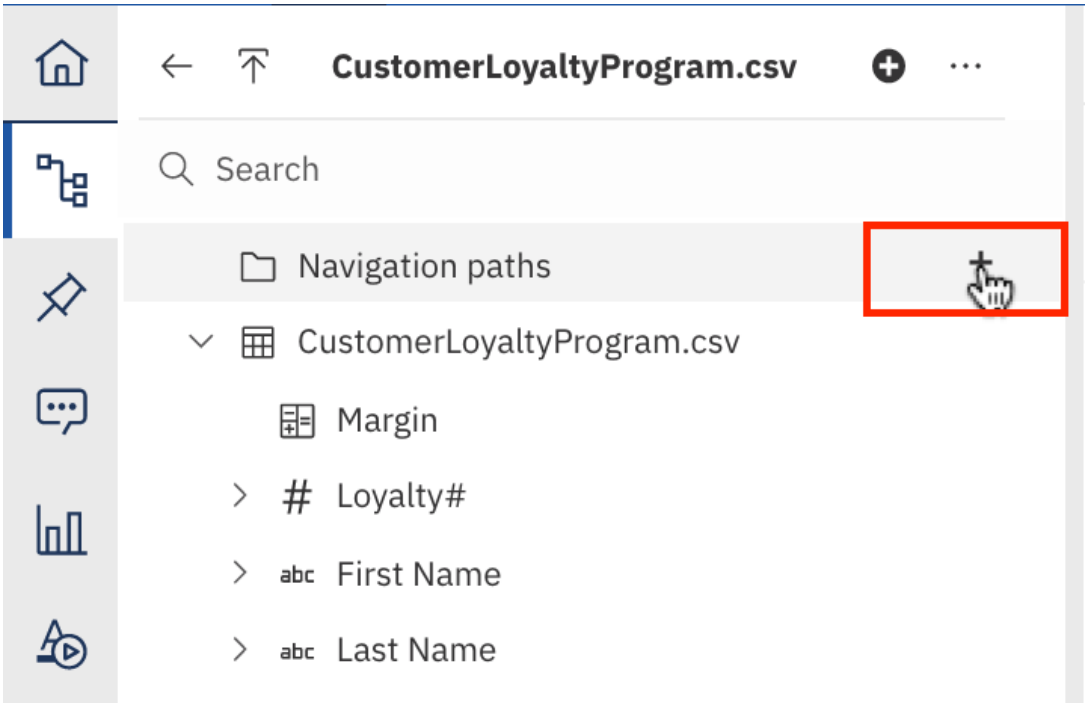 CustomerLoyaltyProgram.csv
Search
Navigation paths
CustomerLoyaltyProgram.csv
Margin
# Loyalty#
abc First Name
abc Last Name